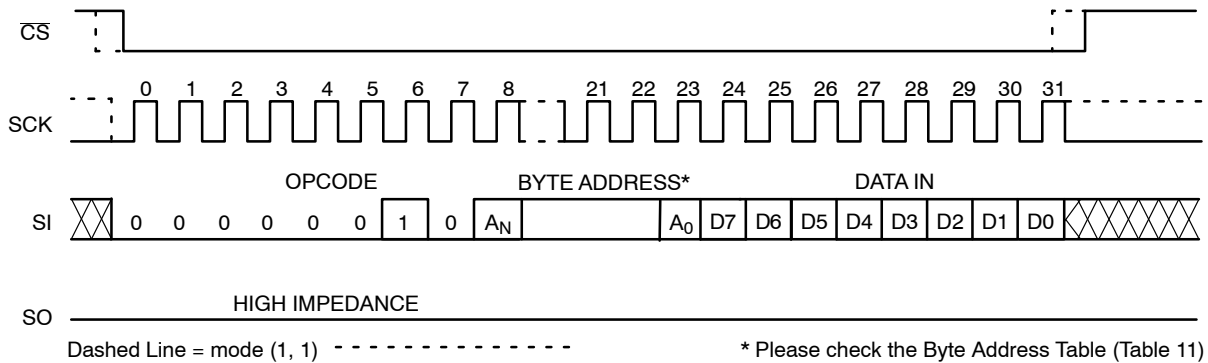 CS
0 1 2 3 4 5 6 7 8 21 22 23 24 25 26 27 28 29 30 31
SCK
OPCODE BYTE ADDRESS* DATA IN
SI 0 0 0 0 0 0 1 0 AN A0 D7 D6 D5 D4 D3 D2 D1 D0
HIGH IMPEDANCE
SO
Dashed Line = mode (1, 1) * Please check the Byte Address Table (Table 11)